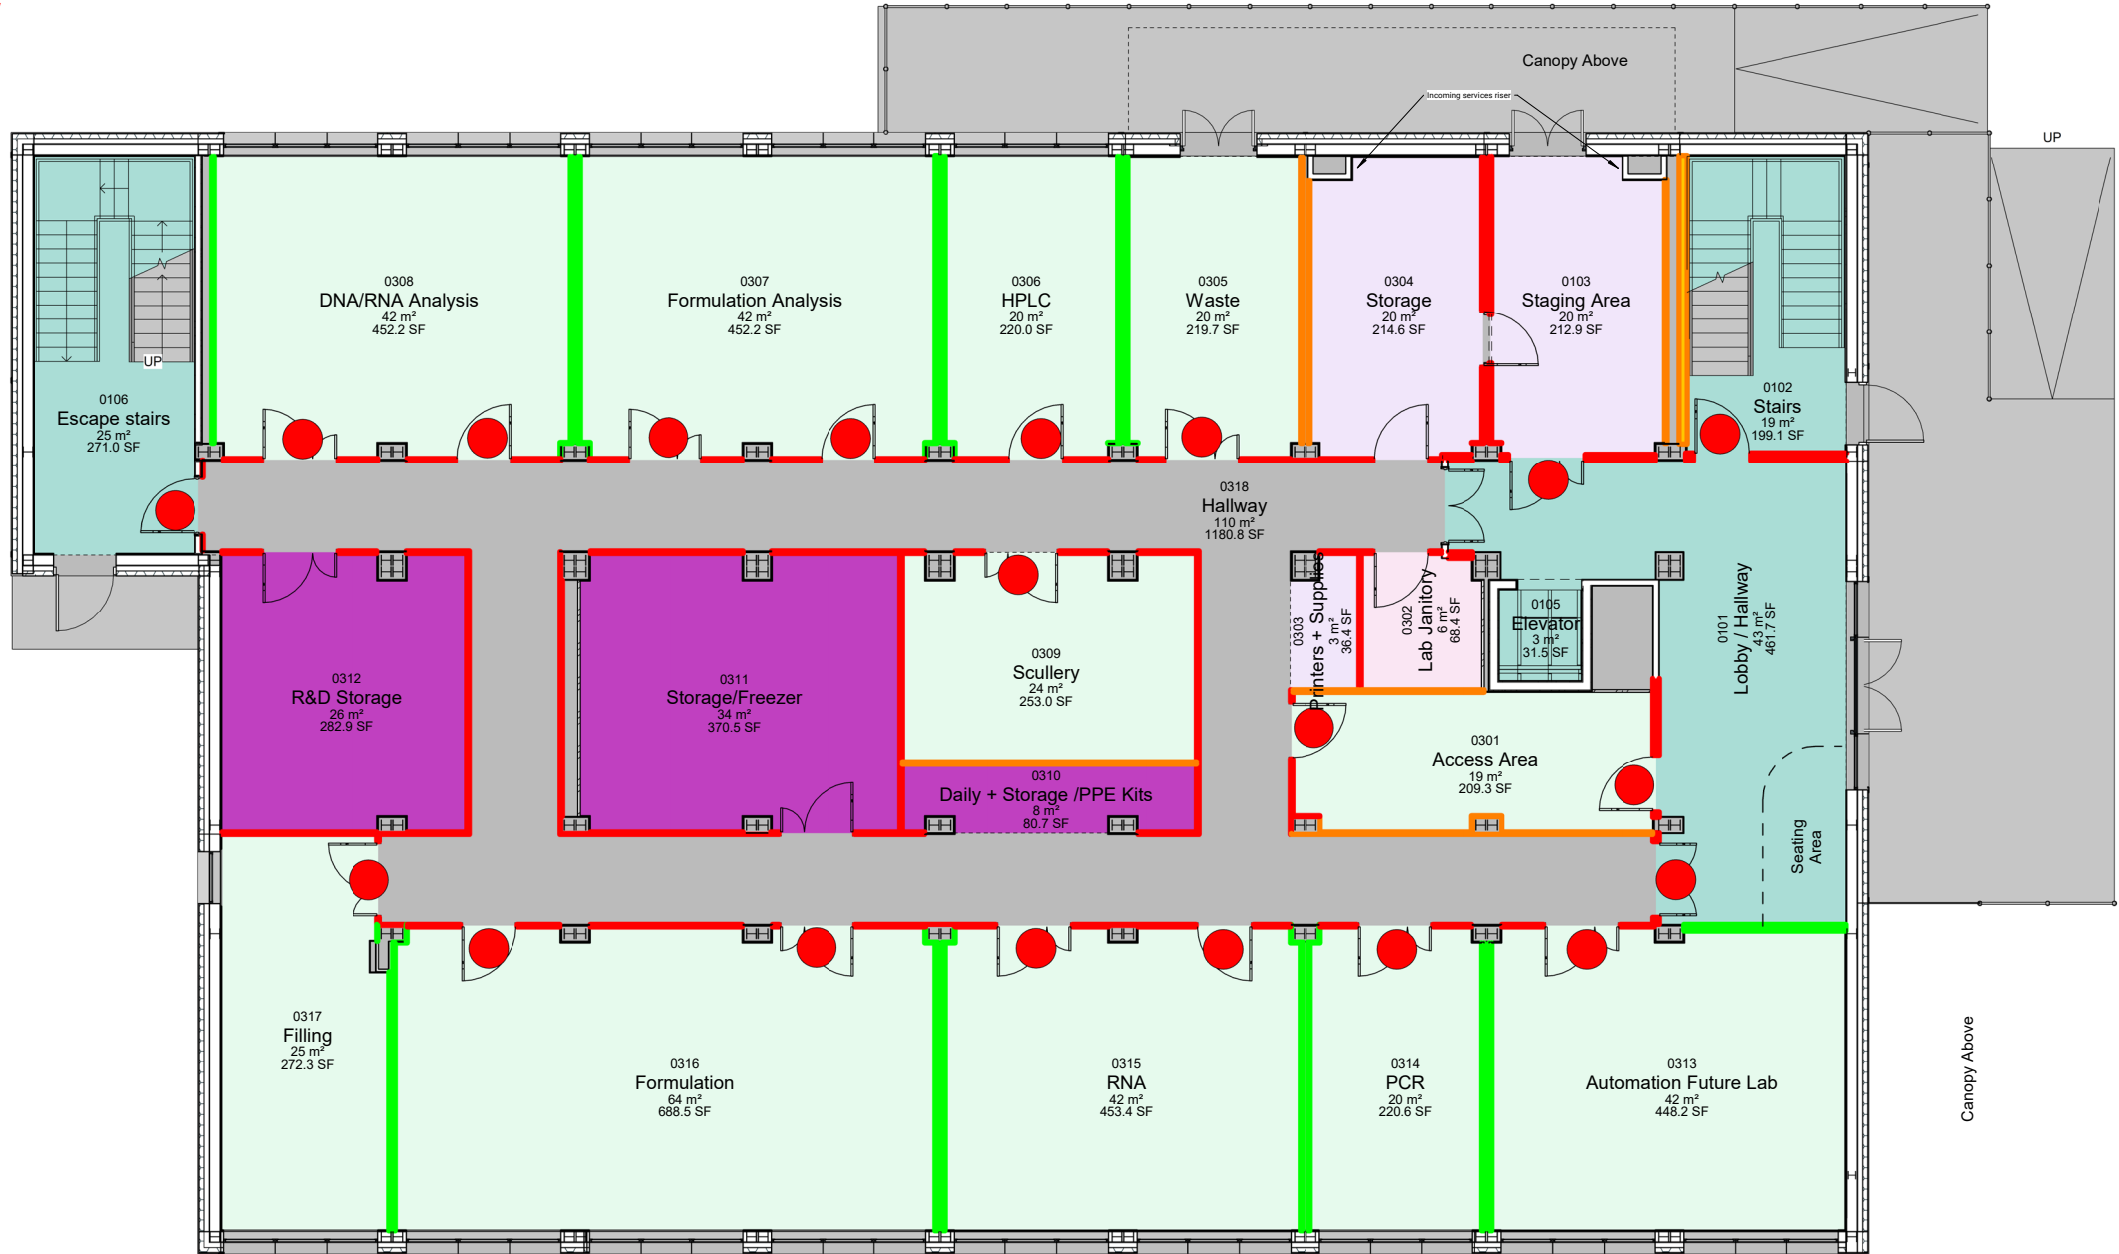 Canopy Above
Incoming services riser
UP
0308
DNA/RNA Analysis
42 m²
452.2 SF
0307
Formulation Analysis
42 m²
452.2 SF
0306
HPLC
20 m²
220.0 SF
0305
Waste
20 m²
219.7 SF
0304
Storage
20 m²
214.6 SF
0103
Staging Area
20 m²
212.9 SF
UP
0106
Escape stairs
25 m²
271.0 SF
0102
Stairs
19 m²
199.1 SF
0318
Hallway
110 m²
1180.8 SF
0312
R&D Storage
26 m²
282.9 SF
0311
Storage/Freezer
34 m²
370.5 SF
0309
Scullery
24 m²
253.0 SF
0310
Daily + Storage /PPE Kits
8 m²
80.7 SF
0303
Printers + Supplies
3 m²
36.4 SF
0302
Lab Janitory
6 m²
68.4 SF
0105
Elevator
3 m²
31.5 SF
0101
Lobby / Hallway
43 m²
461.7 SF
0301
Access Area
19 m²
209.3 SF
Seating
Area
0317
Filling
25 m²
272.3 SF
0316
Formulation
64 m²
688.5 SF
0315
RNA
42 m²
453.4 SF
0314
PCR
20 m²
220.6 SF
0313
Automation Future Lab
42 m²
448.2 SF
Canopy Above